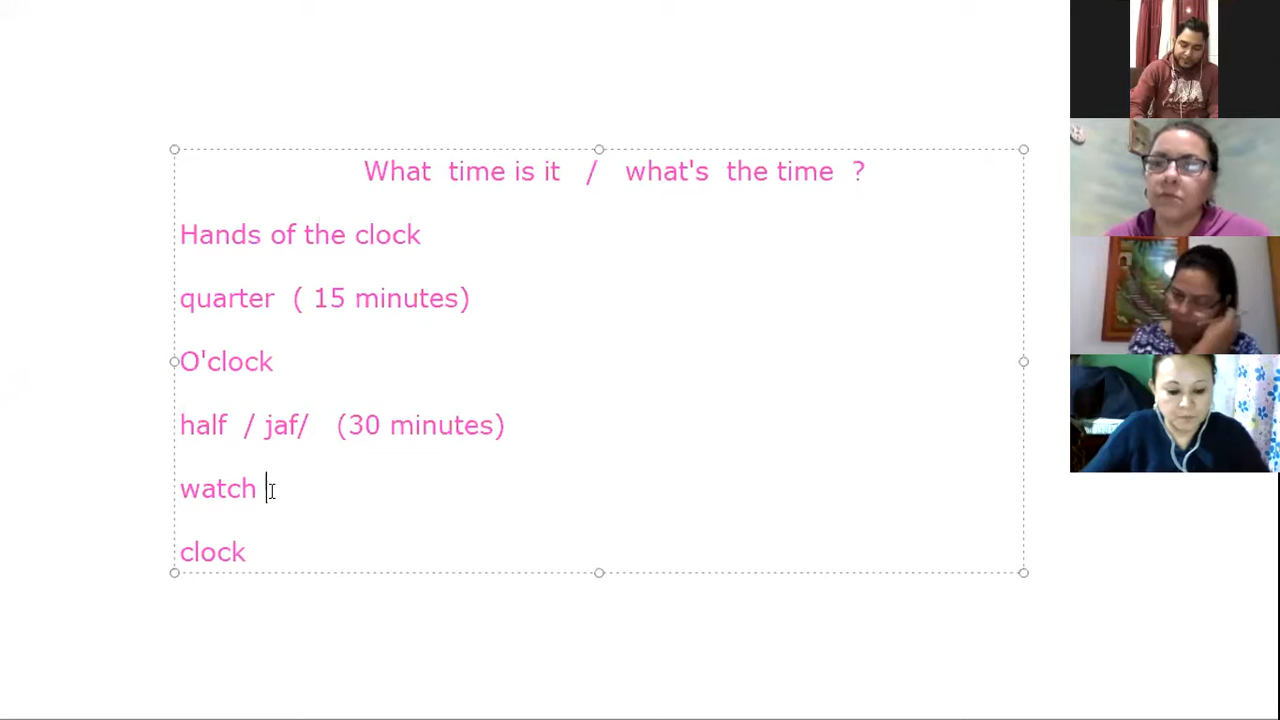 What time is it / what's the time ?
Hands of the clock
quarter ( 15 minutes)
O'clock
half / jaf/ (30 minutes)
watch
clock